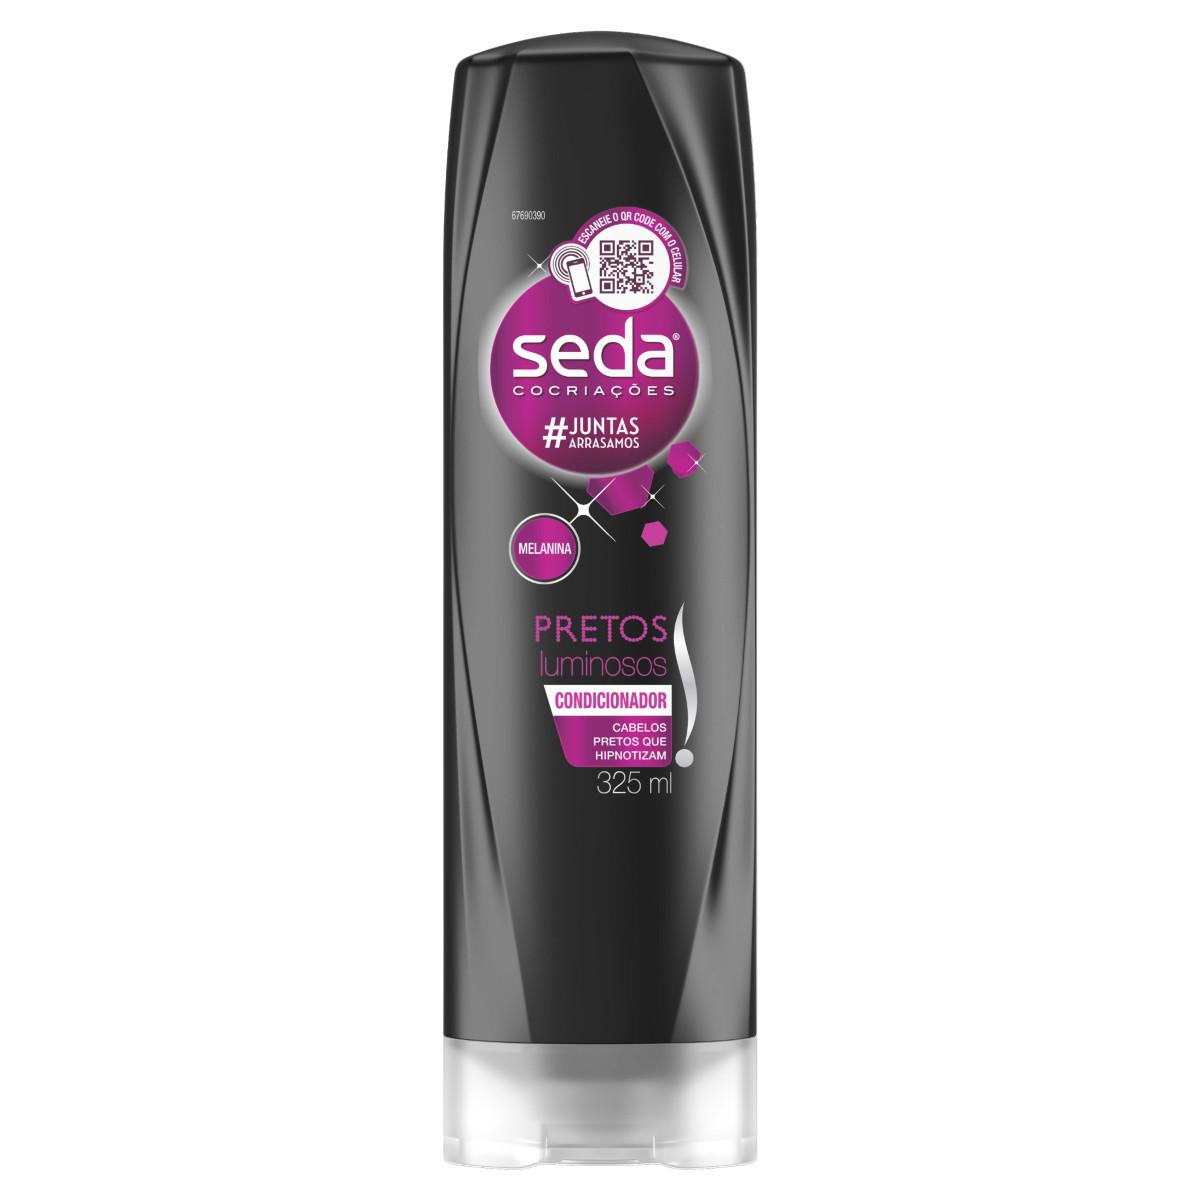 67690390
ESCANEIE O QR CODE COM O CELULAR
seda®
COCRIAÇÕES
#JUNTAS
ARRASAMOS
MELANINA
PRETOS
luminosos
CONDICIONADOR
CABELOS
PRETOS QUE
HIPNOTIZAM
325 ml